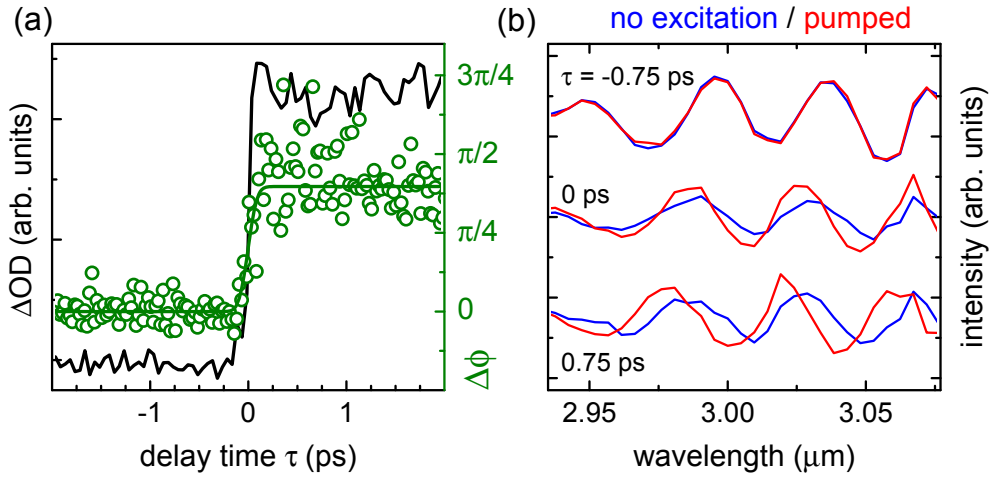 (a)
ΔOD (arb. units)
3π/4
π/2
π/4
0
Δϕ
-1 0 1
delay time τ (ps)
(b)
no excitation / pumped
τ = -0.75 ps
0 ps
0.75 ps
intensity (arb. units)
2.95 3.00 3.05
wavelength (μm)